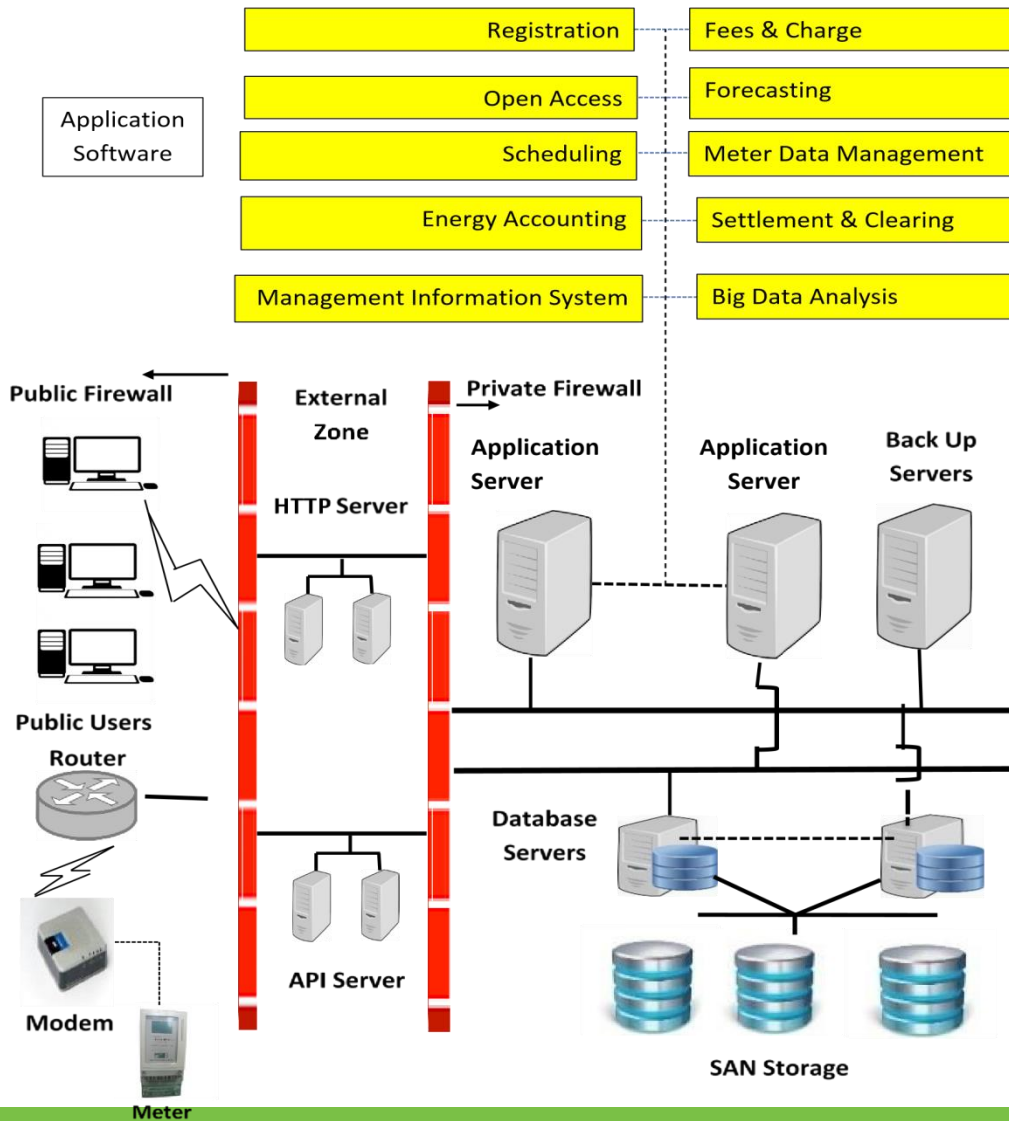 Registration
Fees & Charge
Open Access
Forecasting
Application
Software
Scheduling
Meter Data Management
Energy Accounting
Settlement & Clearing
Management Information System
Big Data Analysis
Public Firewall
External
Zone
Private Firewall
Application
Server
Application
Server
Back Up
Servers
HTTP Server
Public Users
Router
Database
Servers
API Server
Modem
SAN Storage
Meter